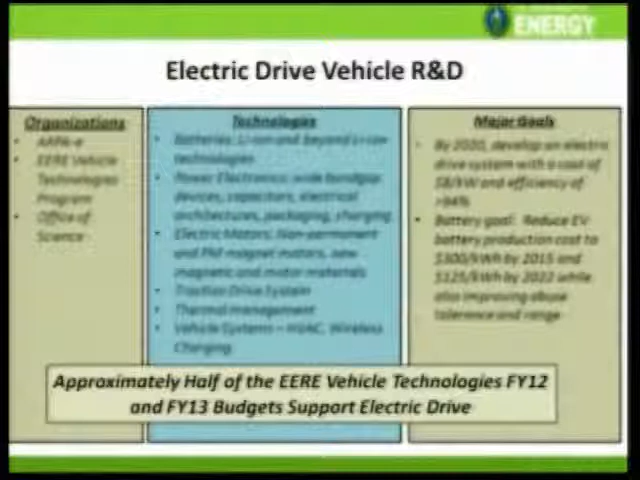 ENERGY
Electric Drive Vehicle R&D
Organizations
• ARPA-e
• EERE Vehicle
Technologies
Program
• Office of
Science
Technologies
• Batteries: Li-ion and beyond Li-ion
technologies
• Power Electronics: wide bandgap
devices, capacitors, electrical
architectures, packaging, charging
• Electric Motors: Non-permanent
and PM magnet motors, new
magnetic and motor materials
• Traction Drive System
• Thermal management
• Vehicle Systems – HVAC, Wireless
Charging
Major Goals
• By 2020, develop an electric
drive system with a cost of
$8/kW and efficiency of
>94%
• Battery goal: Reduce EV
battery production cost to
$300/kWh by 2015 and
$125/kWh by 2022 while
also improving abuse
tolerance and range
Approximately Half of the EERE Vehicle Technologies FY12
and FY13 Budgets Support Electric Drive